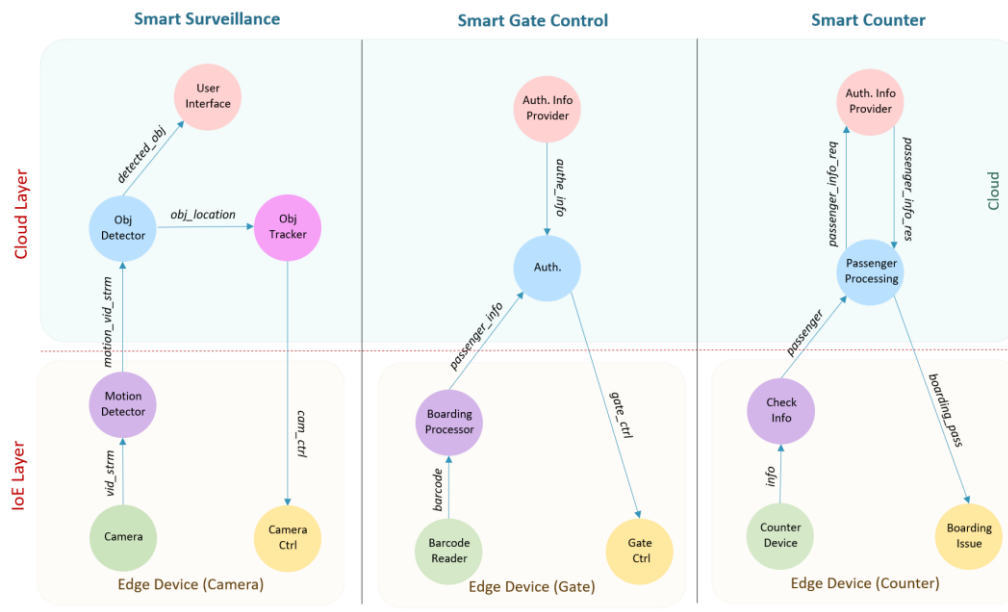 Smart Surveillance
Smart Gate Control
Smart Counter
Cloud Layer
IoE Layer
Cloud
User
Interface
detected_obj
Obj
Detector
obj_location
Obj
Tracker
motion_vid_strm
Motion
Detector
cam_ctrl
vid_strm
Camera
Camera
Ctrl
Edge Device (Camera)
Auth. Info
Provider
authe_info
Auth.
passenger_info
Boarding
Processor
gate_ctrl
barcode
Barcode
Reader
Gate
Ctrl
Edge Device (Gate)
Auth. Info
Provider
passenger_info_req
passenger_info_res
Passenger
Processing
passenger
Check
Info
boarding_pass
info
Counter
Device
Boarding
Issue
Edge Device (Counter)